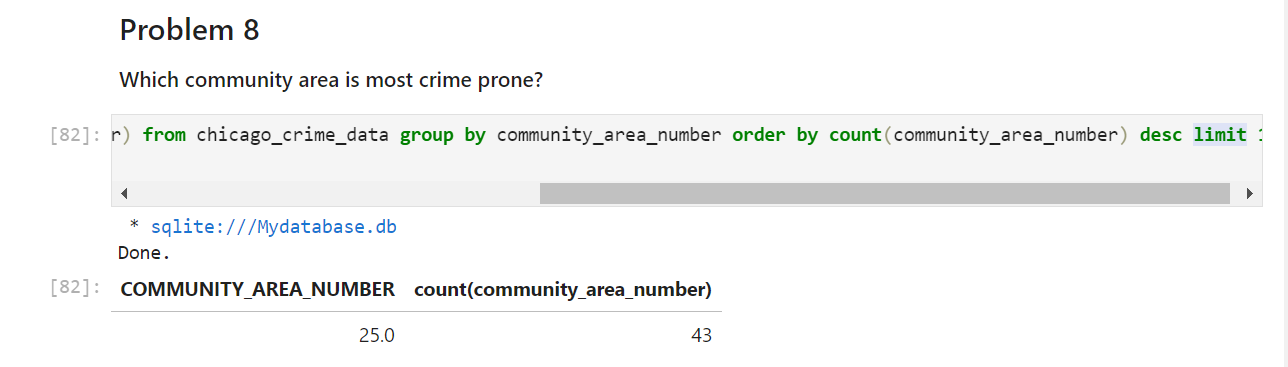 Problem 8
Which community area is most crime prone?
[82]: r) from chicago_crime_data group by community_area_number order by count(community_area_number) desc limit 1
* sqlite:///Mydatabase.db
Done.
[82]: COMMUNITY_AREA_NUMBER count(community_area_number)
25.0 43